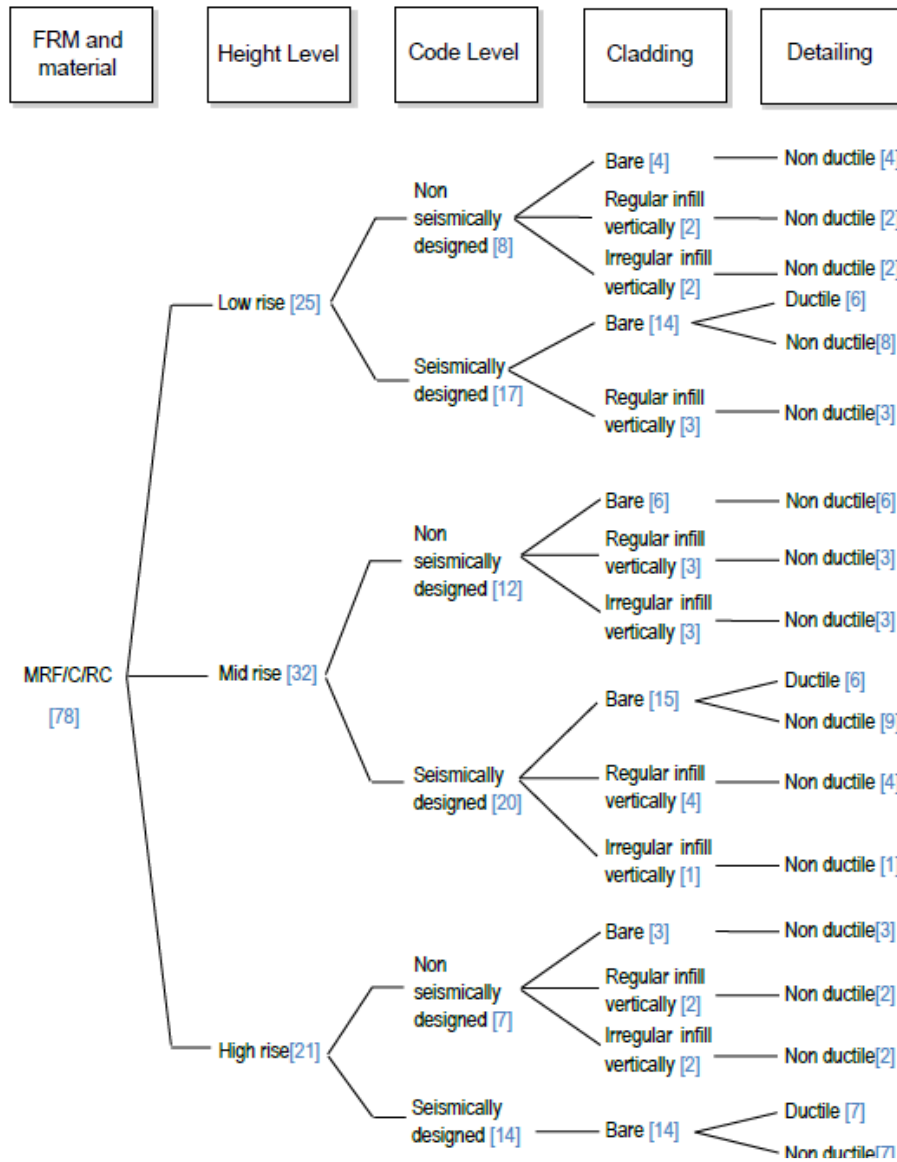 FRM and
material
Height Level
Code Level
Cladding
Detailing
Bare [4]
Non ductile [4]
Non
seismically
designed [8]
Regular infill
vertically [2]
Non ductile [2]
Irregular infill
vertically [2]
Non ductile [2]
Low rise [25]
Bare [14]
Ductile [6]
Non ductile[8]
Seismically
designed [17]
Regular infill
vertically [3]
Non ductile[3]
Bare [6]
Non ductile[6]
Non
seismically
designed [12]
Regular infill
vertically [3]
Non ductile[3]
Irregular infill
vertically [3]
Non ductile[3]
MRF/C/RC
[78]
Mid rise [32]
Bare [15]
Ductile [6]
Non ductile [9]
Seismically
designed [20]
Regular infill
vertically [4]
Non ductile [4]
Irregular infill
vertically [1]
Non ductile [1]
Bare [3]
Non ductile[3]
Non
seismically
designed [7]
Regular infill
vertically [2]
Non ductile[2]
Irregular infill
vertically [2]
Non ductile[2]
High rise[21]
Seismically
designed [14]
Bare [14]
Ductile [7]
Non ductile[7]